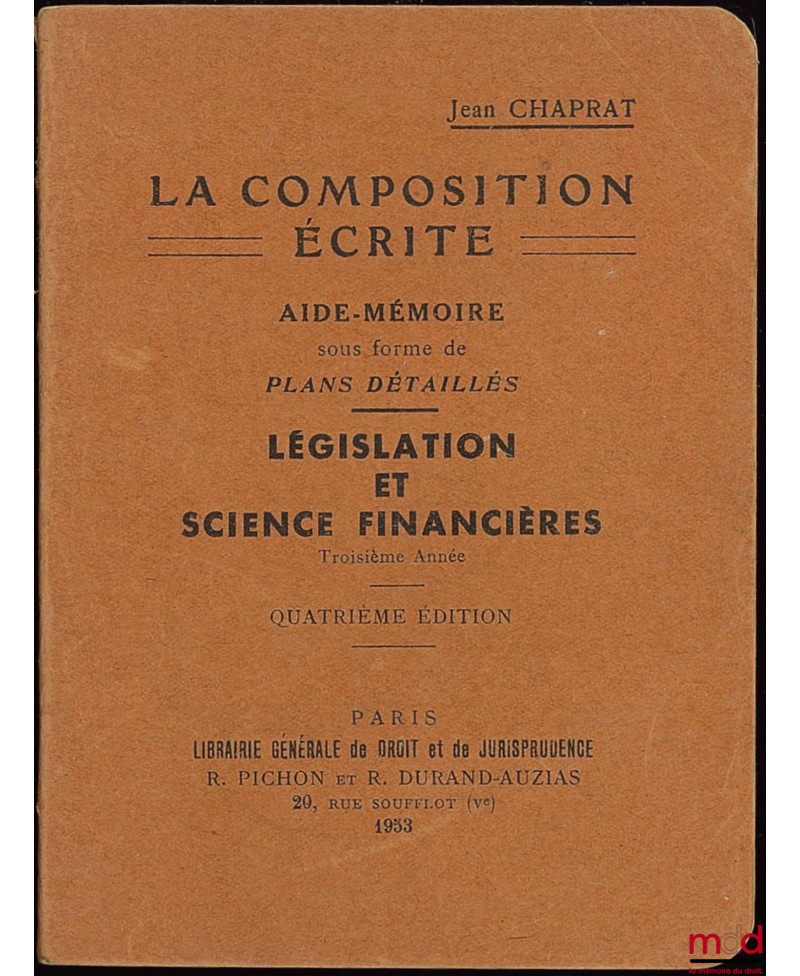 Jean CHAPRAT
LA COMPOSITION
ÉCRITE
AIDE-MÉMOIRE
sous forme de
PLANS DÉTAILLÉS
LÉGISLATION
ET
SCIENCE FINANCIÈRES
Troisième Année
QUATRIÈME ÉDITION
PARIS
LIBRAIRIE GÉNÉRALE de DROIT et de JURISPRUDENCE
R. PICHON ET R. DURAND-AUZIAS
20, RUE SOUFFLOT (Ve)
1953
mdd
la mémoire du droit